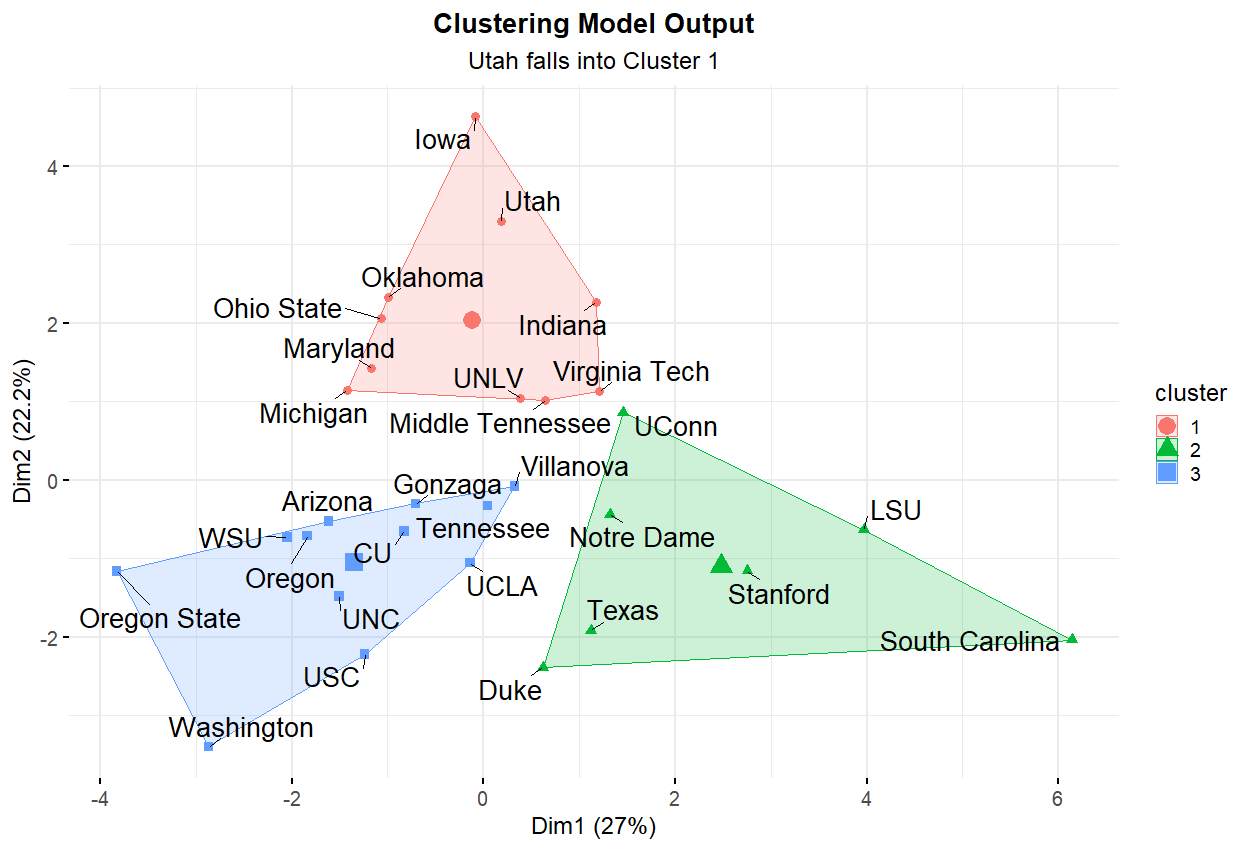 Clustering Model Output
Utah falls into Cluster 1
Dim2 (22.2%)
4
2
0
-2
Iowa
Utah
Oklahoma
Ohio State
Indiana
Maryland
Virginia Tech
UNLV
Michigan
Middle Tennessee
UConn
Villanova
Gonzaga
Arizona
LSU
Tennessee
WSU
Notre Dame
CU
Oregon
UCLA
Stanford
Oregon State
UNC
Texas
South Carolina
USC
Duke
Washington
cluster
1
2
3
-4
-2
0
2
4
6
Dim1 (27%)